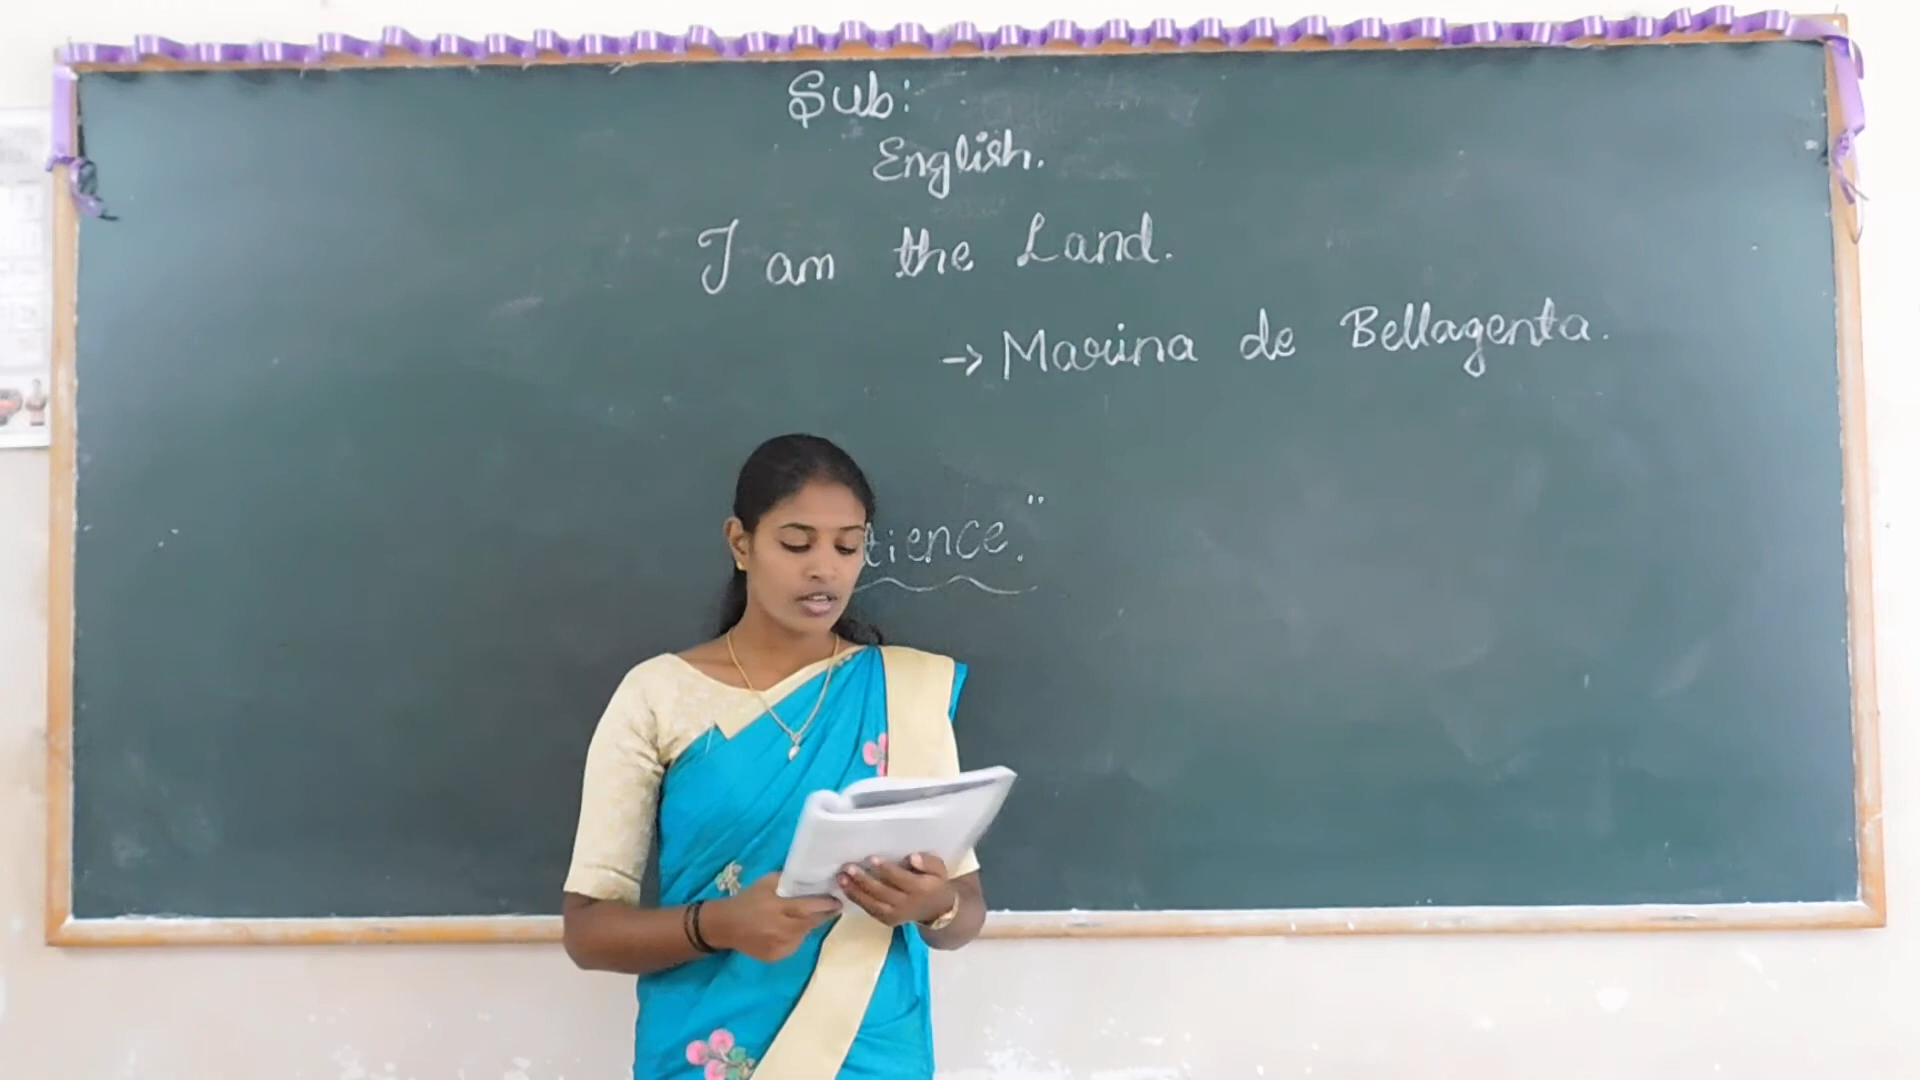 Sub:
English.
I am the Land.
→ Marina de Bellagenta.
tience."